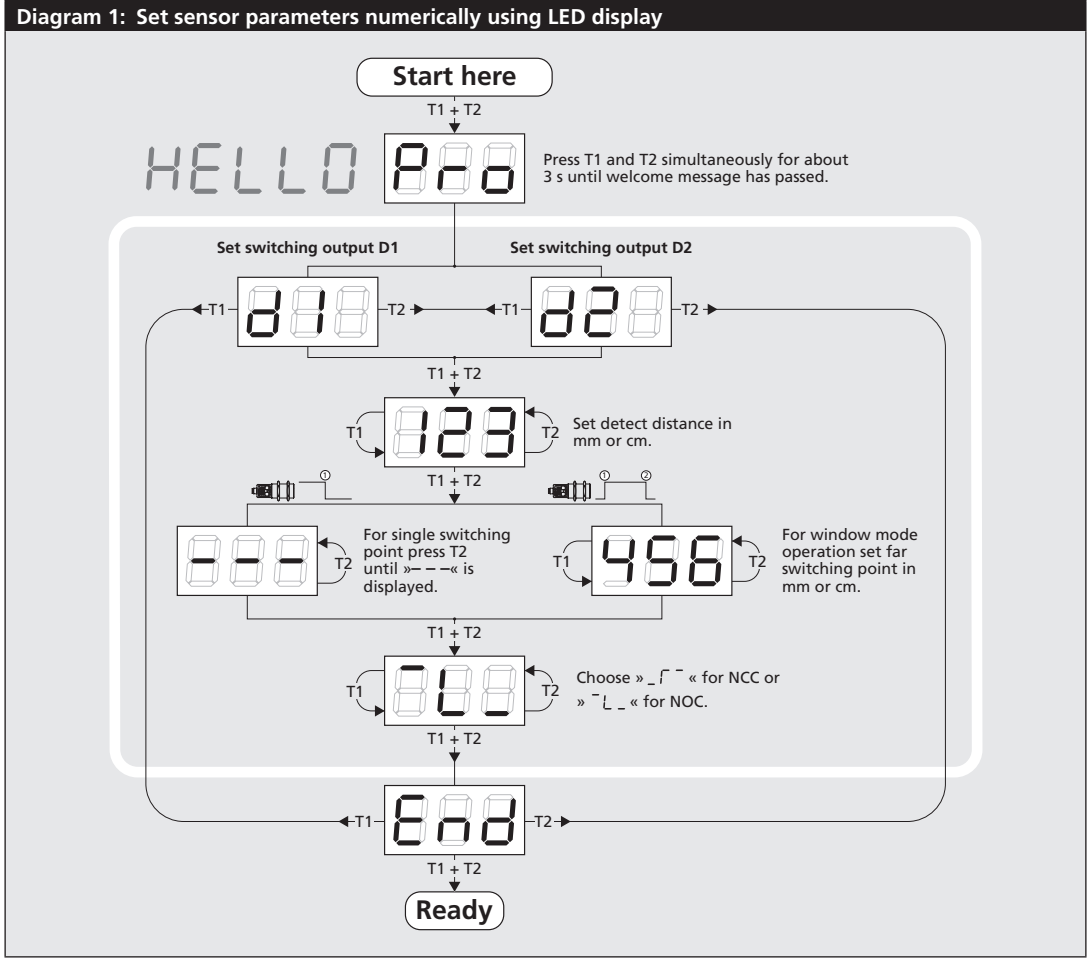 Diagram 1: Set sensor parameters numerically using LED display
Start here
T1 + T2
HELLO
Pro
Press T1 and T2 simultaneously for about
3 s until welcome message has passed.
Set switching output D1
Set switching output D2
T1
d1
T2
T1
d2
T2
T1 + T2
T1
123
T2
Set detect distance in
mm or cm.
T1 + T2
①
① ②
- - -
T2
For single switching
point press T2
until »– – –« is
displayed.
T1
456
T2
For window mode
operation set far
switching point in
mm or cm.
T1 + T2
T1
¯L_
T2
Choose »_Γ¯« for NCC or
»¯L_« for NOC.
T1 + T2
T1
End
T2
T1 + T2
Ready